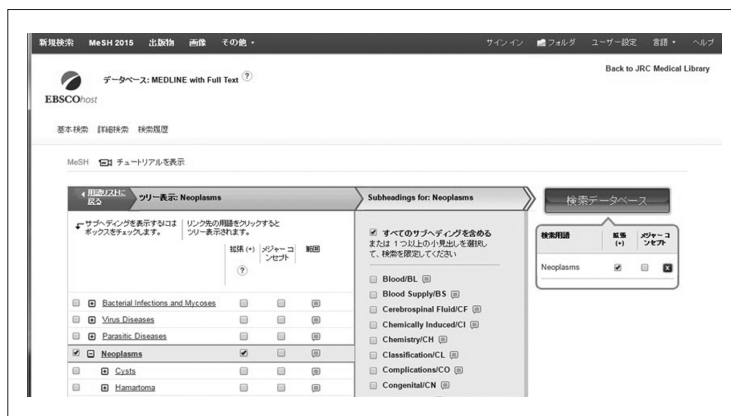 新規検索 MeSH 2015 出版物 画像 その他 サインイン フォルダ ユーザー設定 言語 ヘルプ
Back to JRC Medical Library
データベース: MEDLINE with Full Text ?
EBSCOhost
基本検索 詳細検索 検索履歴
MeSH チュートリアルを表示
用語リストに戻る
ツリー表示: Neoplasms
Subheadings for: Neoplasms
検索データベース
サブヘディングを表示するには
ボックスをチェックします。
リンク先の用語をクリックすると
ツリー表示されます。
拡張 (+)
?
メジャー コンセプト
範囲
Bacterial Infections and Mycoses
Virus Diseases
Parasitic Diseases
Neoplasms
Cysts
Hamartoma
すべてのサブヘディングを含める
または 1 つ以上の小見出しを選択し
て、検索を限定してください
Blood/BL
Blood Supply/BS
Cerebrospinal Fluid/CF
Chemically Induced/CI
Chemistry/CH
Classification/CL
Complications/CO
Congenital/CN
検索用語
拡張
(+)
メジャー コ
ンセプト
Neoplasms